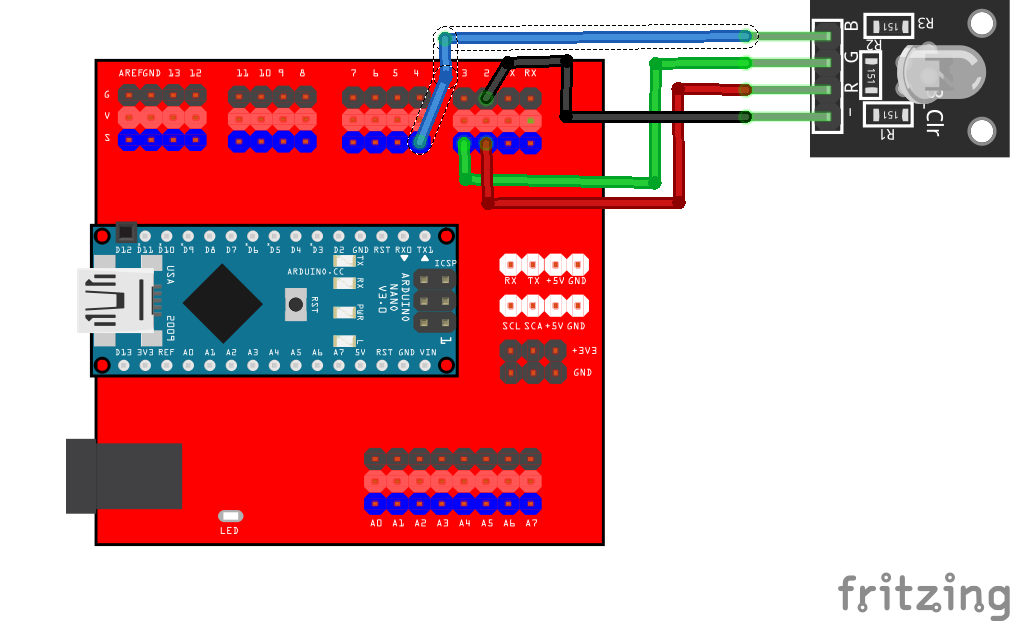 B R3
R2
G
151
151
R
151
-
R1
B_Clr
AREF GND 13 12 11 10 9 8 7 6 5 4 3 2 TX RX
G
V
S
D12 D11 D10 D9 D8 D7 D6 D5 D4 D3 D2 GND RST RX0 TX1
ARDUINO.CC
TX
RX
PWR
L
ICSP
1
USA
2009
RST
ARDUINO
NANO
V3.0
D13 3V3 REF A0 A1 A2 A3 A4 A5 A6 A7 5V RST GND VIN
RX TX +5V GND
SCL SCA +5V GND
+3V3
GND
A0 A1 A2 A3 A4 A5 A6 A7
LED
fritzing